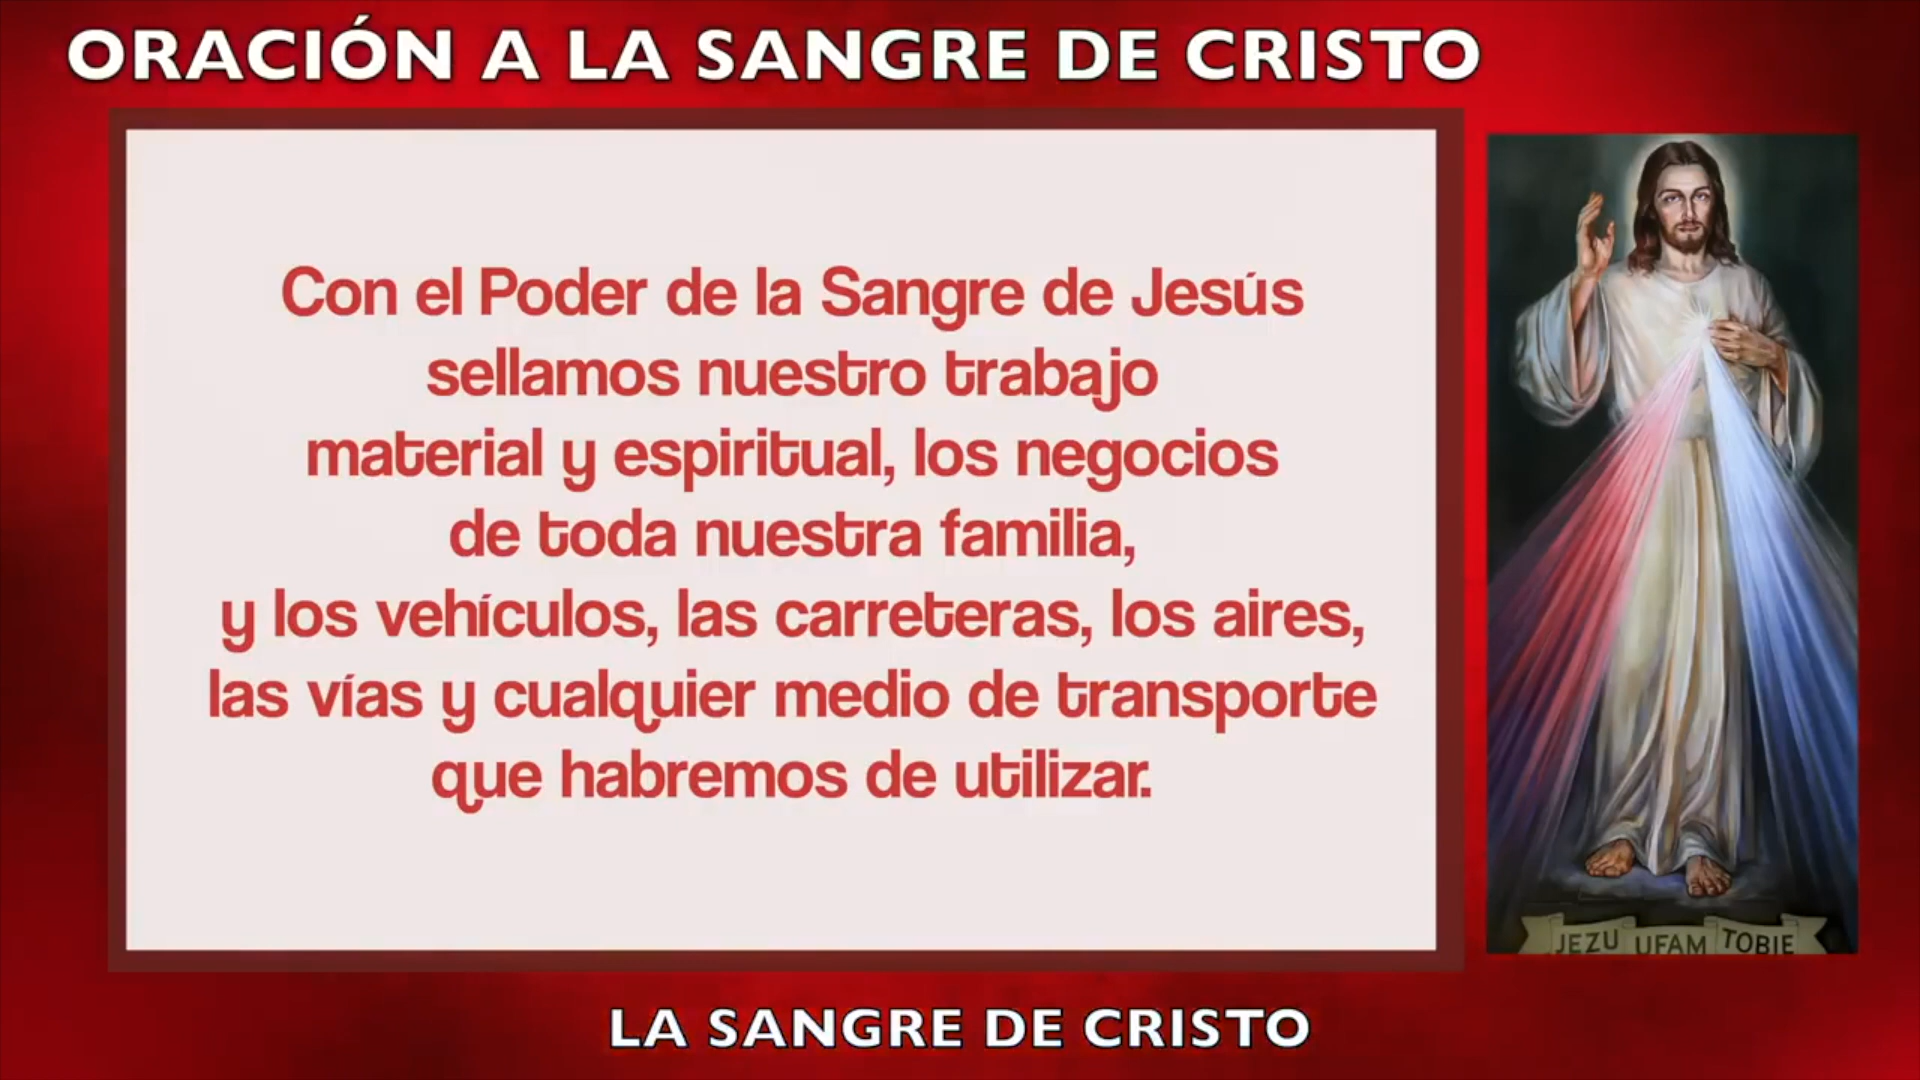 ORACIÓN A LA SANGRE DE CRISTO
Con el Poder de la Sangre de Jesús
sellamos nuestro trabajo
material y espiritual, los negocios
de toda nuestra familia,
y los vehículos, las carreteras, los aires,
las vías y cualquier medio de transporte
que habremos de utilizar.
JEZU UFAM TOBIE
LA SANGRE DE CRISTO